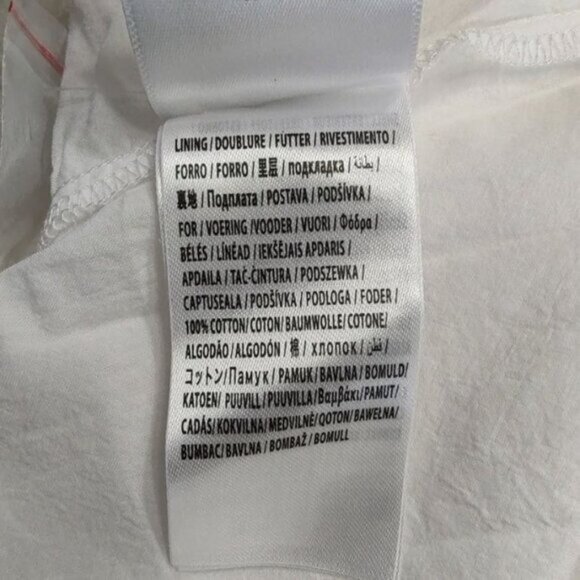 LINING / DOUBLURE / FUTTER / RIVESTIMENTO /
FORRO / FORRO / 里层 / подкладка / بطانة /
裏地 / Подплата / POSTAVA / PODŠÍVKA /
FOR / VOERING /VOODER / VUORI / Φόδρα /
BÉLÉS / LÍNÉAD / IEKŠĒJAIS APDARIS /
APDAILA / TAĊ-ĊINTURA / PODSZEWKA /
CAPTUSEALA / PODŠÍVKA / PODLOGA / FODER /
100% COTTON/ COTON/ BAUMWOLLE/ COTONE/
ALGODÃO/ALGODÓN / 棉 / хлопок / قطن /
コットン/Памук / PAMUK / BAVLNA / BOMULD/
KATOEN/ PUUVILL / PUUVILLA/Βαμβάκι/PAMUT/
CADÁS/ KOKVILNA/ MEDVILNĖ/ QOTON/ BAWEŁNA/
BUMBAC/ BAVLNA / BOMBAŽ / BOMULL